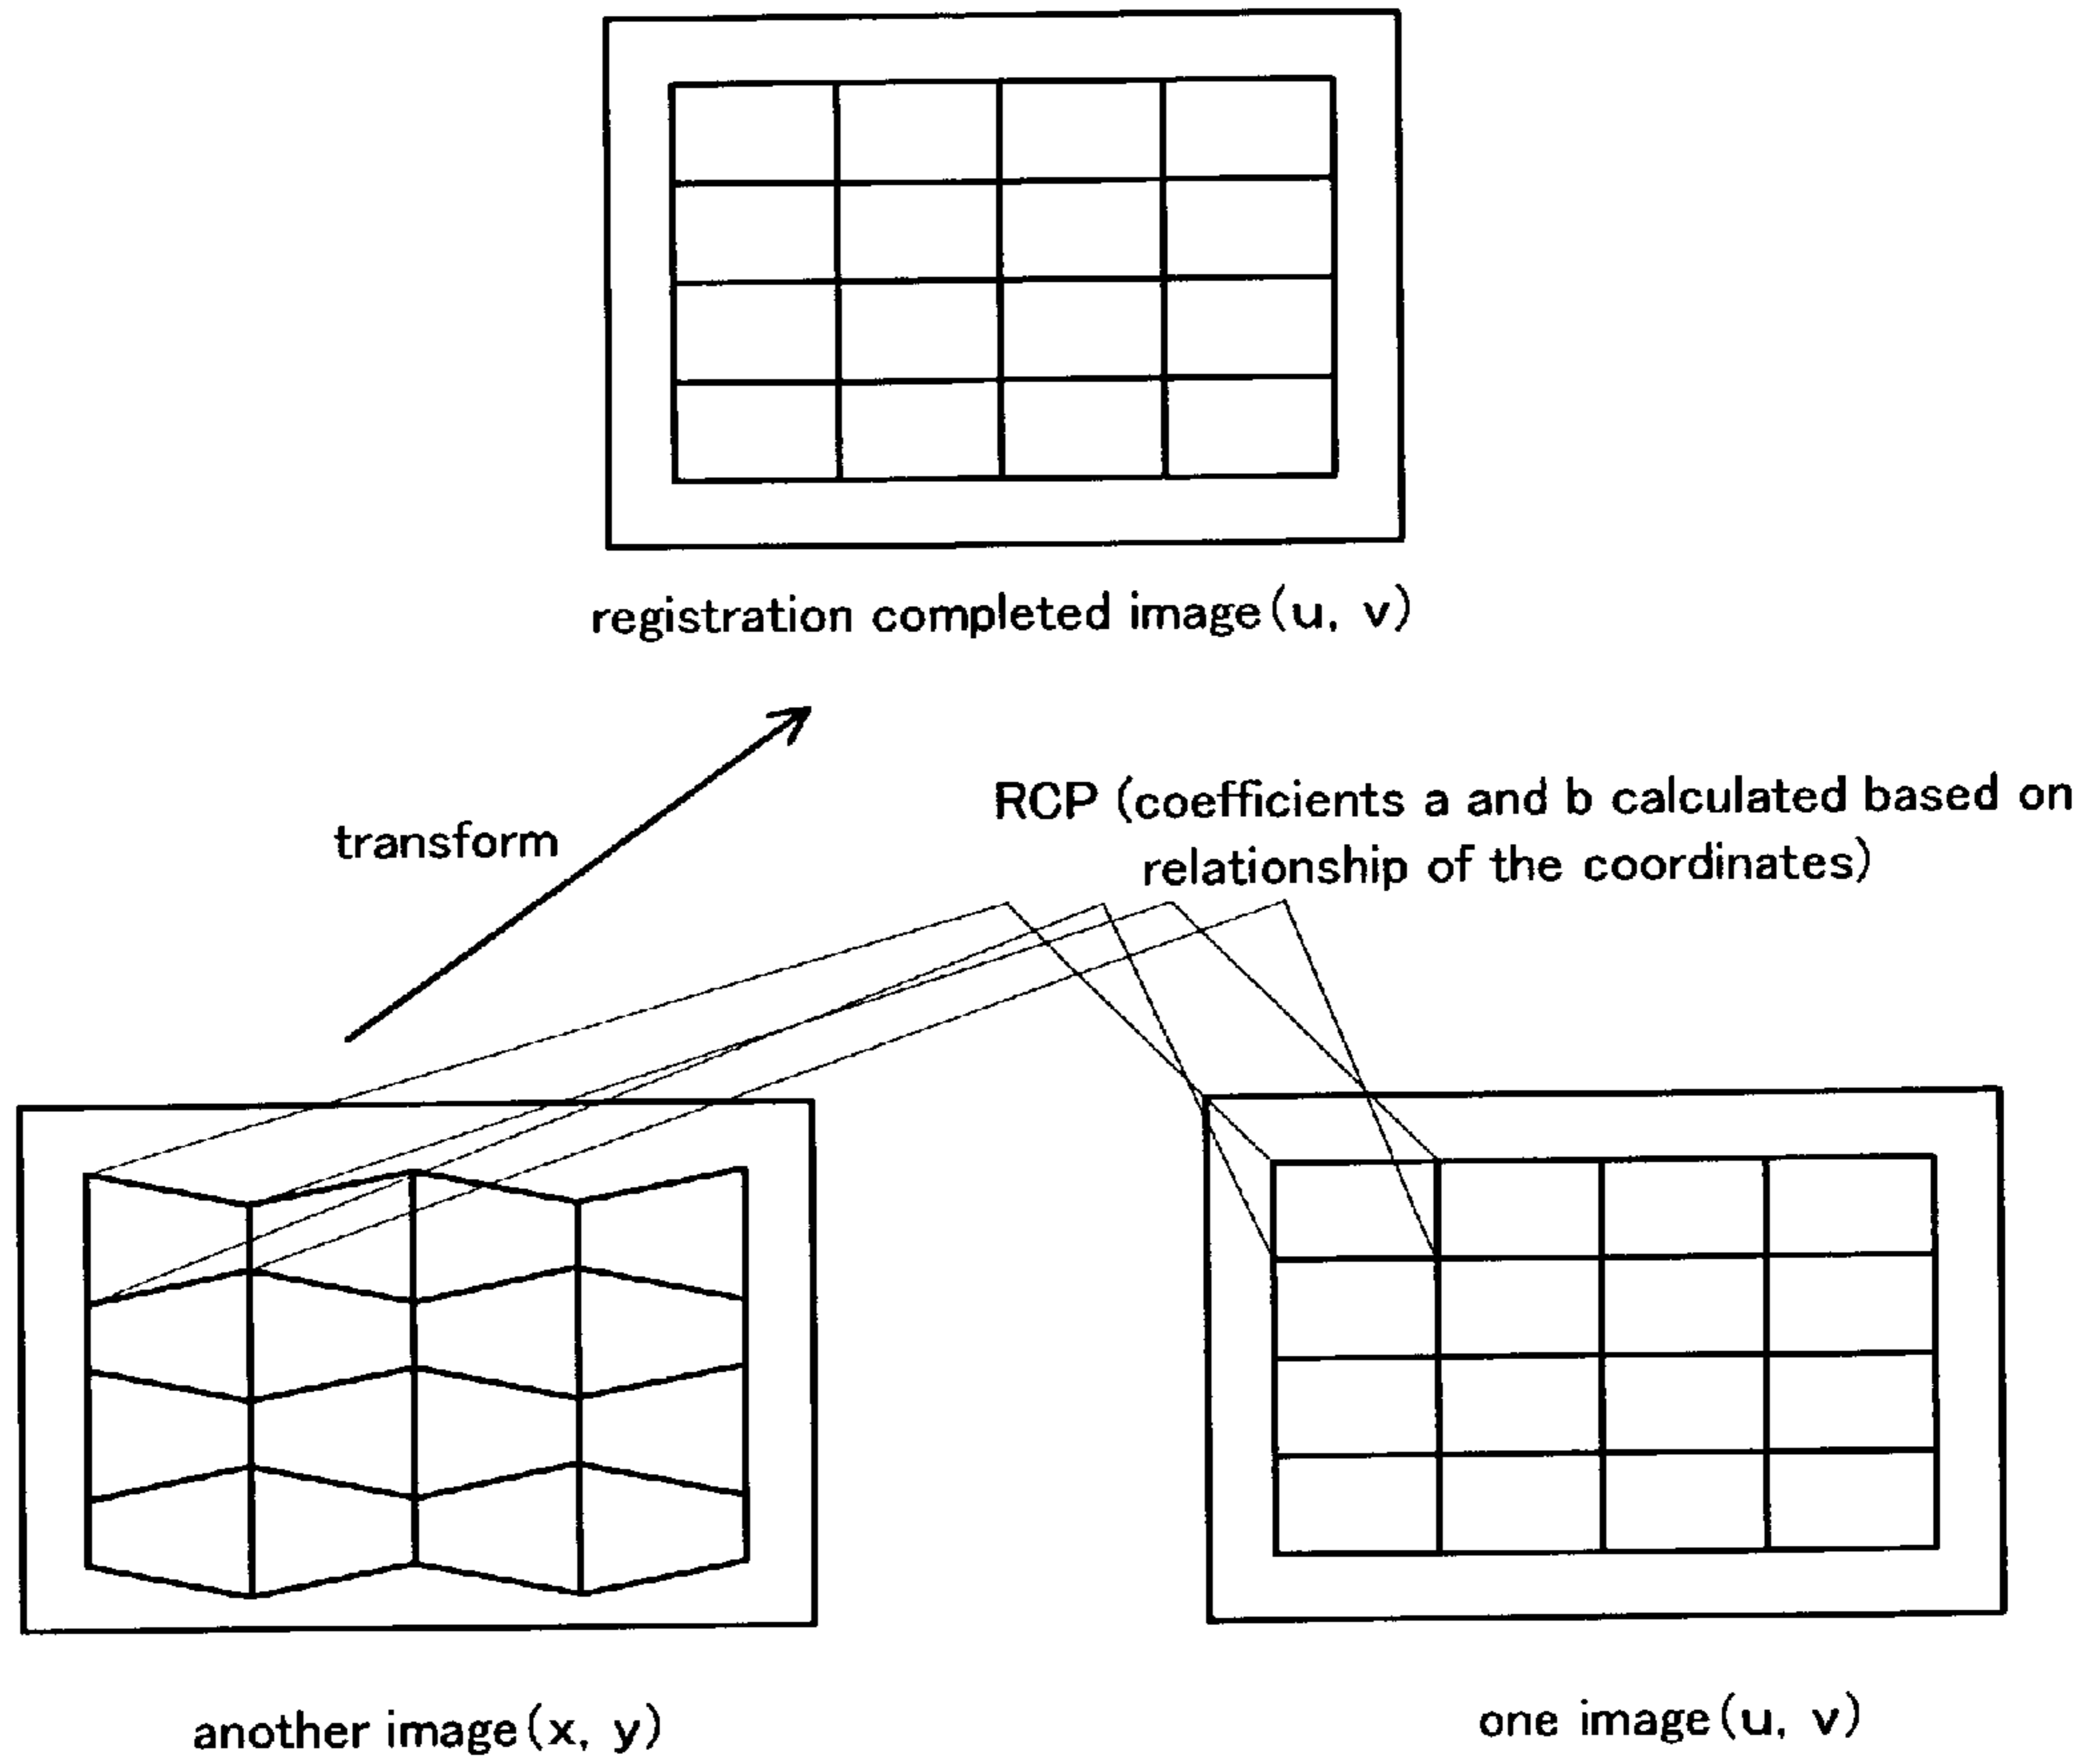 registration completed image(u, v)
transform
RCP (coefficients a and b calculated based on
relationship of the coordinates)
another image(x, y)
one image(u, v)